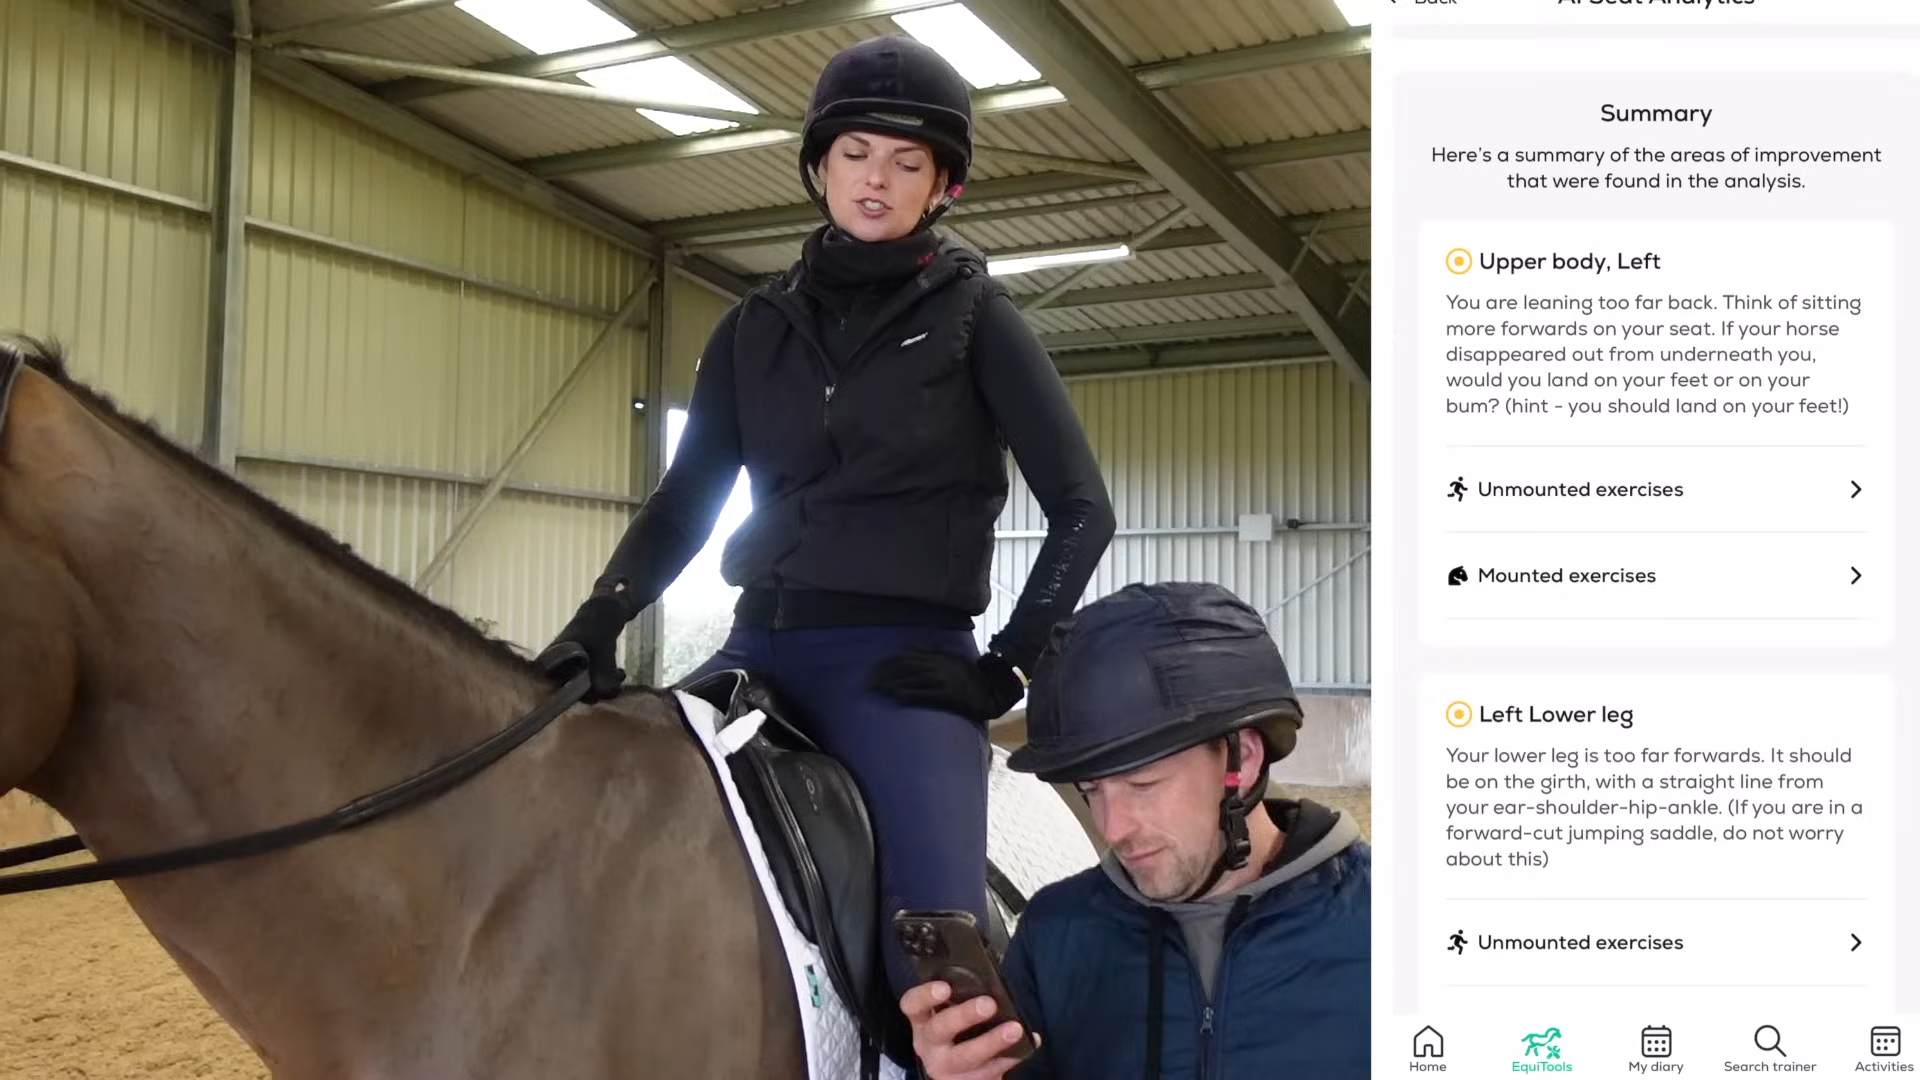 Back
AI Seat Analytics
Summary
Here's a summary of the areas of improvement
that were found in the analysis.
Upper body, Left
You are leaning too far back. Think of sitting
more forwards on your seat. If your horse
disappeared out from underneath you,
would you land on your feet or on your
bum? (hint - you should land on your feet!)
Unmounted exercises
Mounted exercises
Left Lower leg
Your lower leg is too far forwards. It should
be on the girth, with a straight line from
your ear-shoulder-hip-ankle. (If you are in a
forward-cut jumping saddle, do not worry
about this)
Unmounted exercises
Home
EquiTools
My diary
Search trainer
Activities